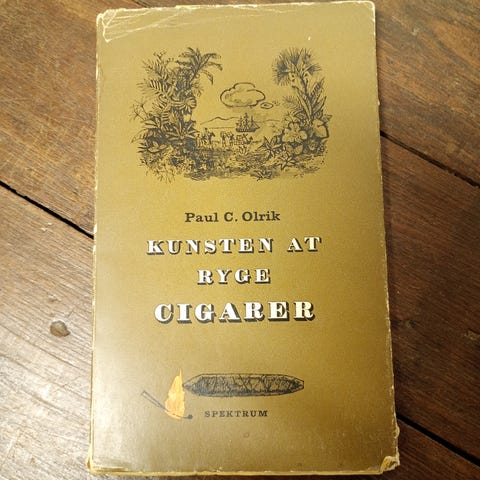 Paul C. Olrik
KUNSTEN AT
RYGE
CIGARER
SPEKTRUM